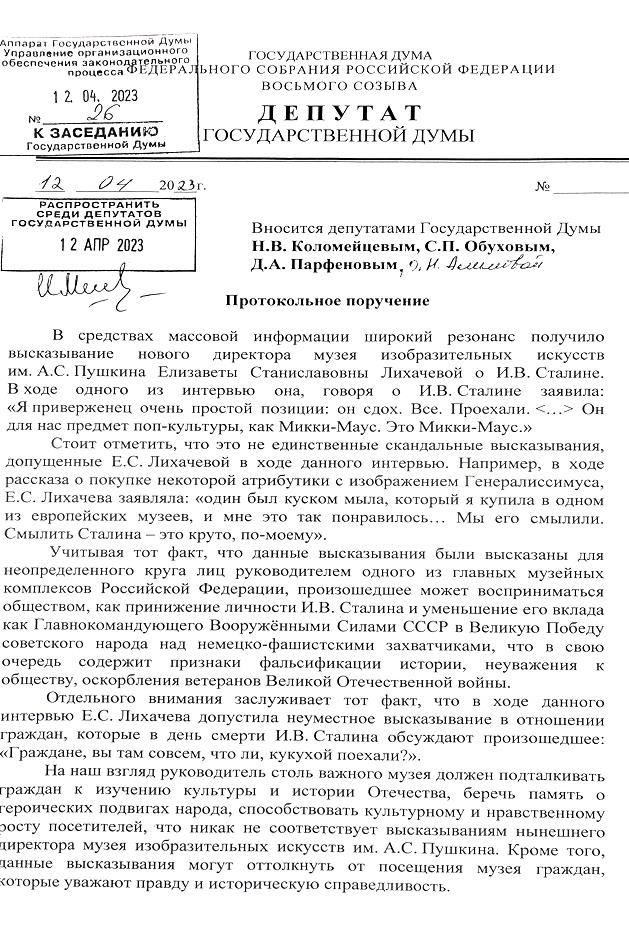 Аппарат Государственной Думы
Управление организационного
обеспечения законодательного
процесса
12. 04. 2023
№ 26
К ЗАСЕДАНИЮ
Государственной Думы
ГОСУДАРСТВЕННАЯ ДУМА
ФЕДЕРАЛЬНОГО СОБРАНИЯ РОССИЙСКОЙ ФЕДЕРАЦИИ
ВОСЬМОГО СОЗЫВА
ДЕПУТАТ
ГОСУДАРСТВЕННОЙ ДУМЫ
12 04 2023г.
№
РАСПРОСТРАНИТЬ
СРЕДИ ДЕПУТАТОВ
ГОСУДАРСТВЕННОЙ ДУМЫ
12 АПР 2023
Вносится депутатами Государственной Думы
Н.В. Коломейцевым, С.П. Обуховым,
Д.А. Парфеновым,
Протокольное поручение
В средствах массовой информации широкий резонанс получило
высказывание нового директора музея изобразительных искусств
им. А.С. Пушкина Елизаветы Станиславовны Лихачевой о И.В. Сталине.
В ходе одного из интервью она, говоря о И.В. Сталине заявила:
«Я приверженец очень простой позиции: он сдох. Все. Проехали. <…> Он
для нас предмет поп-культуры, как Микки-Маус. Это Микки-Маус.»
Стоит отметить, что это не единственные скандальные высказывания,
допущенные Е.С. Лихачевой в ходе данного интервью. Например, в ходе
рассказа о покупке некоторой атрибутики с изображением Генералиссимуса,
Е.С. Лихачева заявляла: «один был куском мыла, который я купила в одном
из европейских музеев, и мне это так понравилось… Мы его смылили.
Смылить Сталина – это круто, по-моему».
Учитывая тот факт, что данные высказывания были высказаны для
неопределенного круга лиц руководителем одного из главных музейных
комплексов Российской Федерации, произошедшее может восприниматься
обществом, как принижение личности И.В. Сталина и уменьшение его вклада
как Главнокомандующего Вооружёнными Силами СССР в Великую Победу
советского народа над немецко-фашистскими захватчиками, что в свою
очередь содержит признаки фальсификации истории, неуважения к
обществу, оскорбления ветеранов Великой Отечественной войны.
Отдельного внимания заслуживает тот факт, что в ходе данного
интервью Е.С. Лихачева допустила неуместное высказывание в отношении
граждан, которые в день смерти И.В. Сталина обсуждают произошедшее:
«Граждане, вы там совсем, что ли, кукухой поехали?».
На наш взгляд руководитель столь важного музея должен подталкивать
граждан к изучению культуры и истории Отечества, беречь память о
героических подвигах народа, способствовать культурному и нравственному
росту посетителей, что никак не соответствует высказываниям нынешнего
директора музея изобразительных искусств им. А.С. Пушкина. Кроме того,
данные высказывания могут оттолкнуть от посещения музея граждан,
которые уважают правду и историческую справедливость.